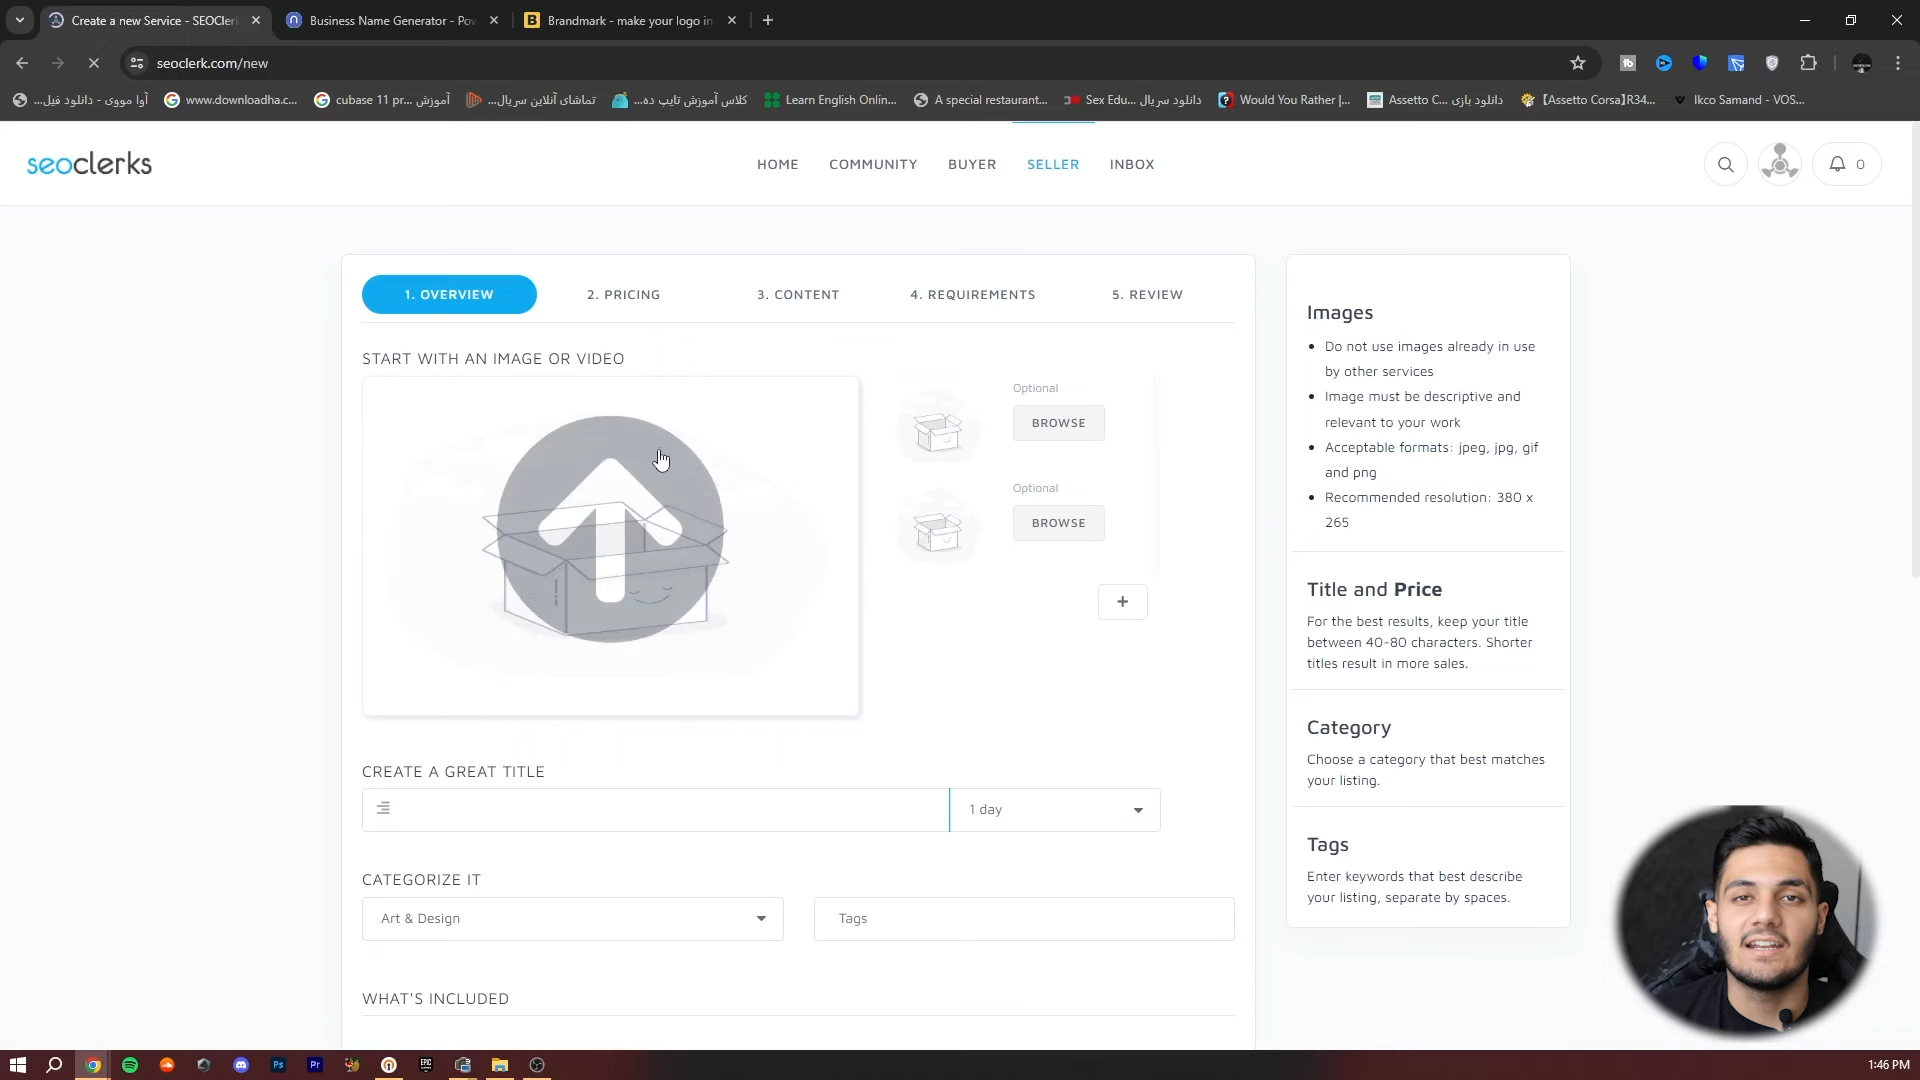 Create a new Service - SEOClerk
Business Name Generator - Pow
Brandmark - make your logo in
seoclerk.com/new
آوا مووی - دانلود فیل...
www.downloadha.c...
آموزش cubase 11 pr...
تماشای آنلاین سریال...
کلاس آموزش تایپ ده...
Learn English Onlin...
A special restaurant...
دانلود سریال Sex Edu...
Would You Rather |...
دانلود بازی Assetto C...
【Assetto Corsa】R34...
Ikco Samand - VOS...
seoclerks
HOME
COMMUNITY
BUYER
SELLER
INBOX
0
1. OVERVIEW
2. PRICING
3. CONTENT
4. REQUIREMENTS
5. REVIEW
START WITH AN IMAGE OR VIDEO
Optional
BROWSE
Optional
BROWSE
+
CREATE A GREAT TITLE
1 day
CATEGORIZE IT
Art & Design
Tags
WHAT'S INCLUDED
Images
Do not use images already in use
by other services
Image must be descriptive and
relevant to your work
Acceptable formats: jpeg, jpg, gif
and png
Recommended resolution: 380 x
265
Title and Price
For the best results, keep your title
between 40-80 characters. Shorter
titles result in more sales.
Category
Choose a category that best matches
your listing.
Tags
Enter keywords that best describe
your listing, separate by spaces.
Ps
Pr
EPIC
1:46 PM